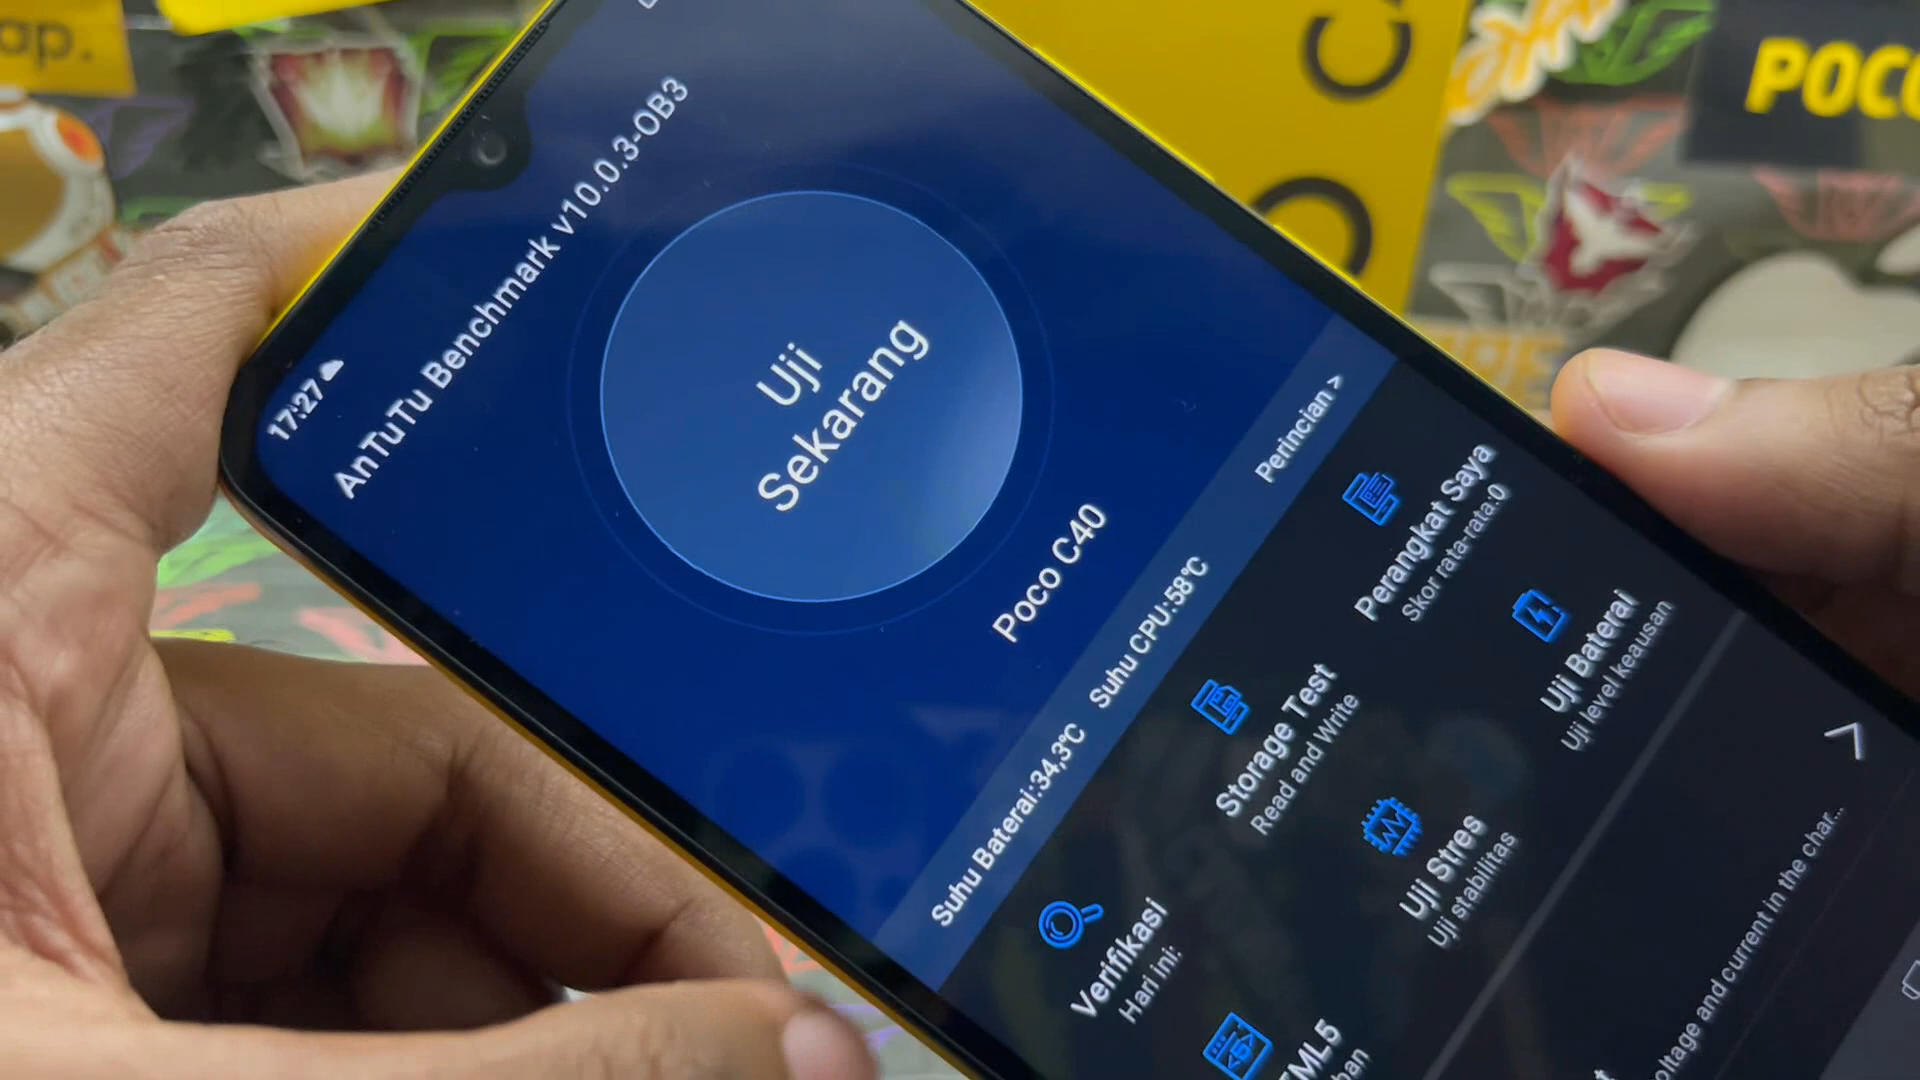 ap.
POCO
17:27
AnTuTu Benchmark v10.0.3-OB3
Uji
Sekarang
Poco C40
Suhu Baterai:34,3℃
Suhu CPU:58℃
Perincian >
Verifikasi
Hari ini:
Storage Test
Read and Write
Perangkat Saya
Skor rata-rata:0
Uji Stres
Uji stabilitas
Uji Baterai
Uji level keausan
oltage and current in the char...